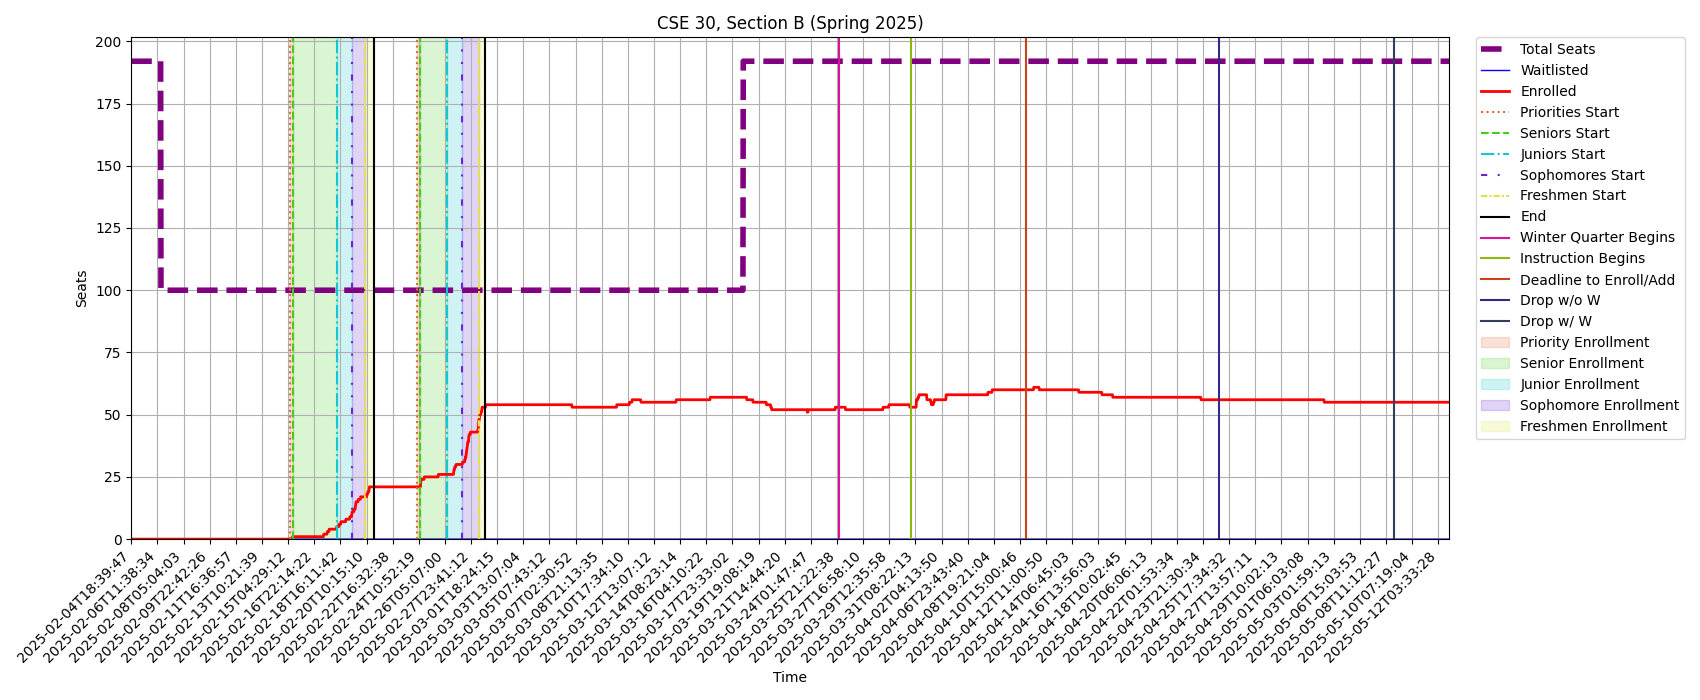 CSE 30, Section B (Spring 2025)
200
175
150
125
100
75
50
25
0
Seats
2025-02-04T18:39:47
2025-02-06T11:38:34
2025-02-08T05:04:03
2025-02-09T22:42:26
2025-02-11T16:36:57
2025-02-13T10:21:39
2025-02-15T04:29:12
2025-02-16T22:14:22
2025-02-18T16:11:42
2025-02-20T10:15:10
2025-02-22T16:32:38
2025-02-24T10:52:19
2025-02-26T05:07:00
2025-02-27T23:41:12
2025-03-01T18:24:15
2025-03-03T13:07:04
2025-03-05T07:43:12
2025-03-07T02:30:52
2025-03-08T21:13:35
2025-03-10T17:34:10
2025-03-12T13:07:12
2025-03-14T08:23:14
2025-03-16T04:10:22
2025-03-17T23:33:02
2025-03-19T19:08:19
2025-03-21T14:44:20
2025-03-24T01:47:47
2025-03-25T21:22:38
2025-03-27T16:58:10
2025-03-29T12:35:58
2025-03-31T08:22:13
2025-04-02T04:13:50
2025-04-06T23:43:40
2025-04-08T19:21:04
2025-04-10T15:00:46
2025-04-12T11:00:50
2025-04-14T06:45:03
2025-04-16T13:56:03
2025-04-18T10:02:45
2025-04-20T06:06:13
2025-04-22T01:53:34
2025-04-23T21:30:34
2025-04-25T17:34:32
2025-04-27T13:57:11
2025-04-29T10:02:13
2025-05-01T06:03:08
2025-05-03T01:59:13
2025-05-06T15:03:53
2025-05-08T11:12:27
2025-05-10T07:19:04
2025-05-12T03:33:28
Time
Total Seats
Waitlisted
Enrolled
Priorities Start
Seniors Start
Juniors Start
Sophomores Start
Freshmen Start
End
Winter Quarter Begins
Instruction Begins
Deadline to Enroll/Add
Drop w/o W
Drop w/ W
Priority Enrollment
Senior Enrollment
Junior Enrollment
Sophomore Enrollment
Freshmen Enrollment